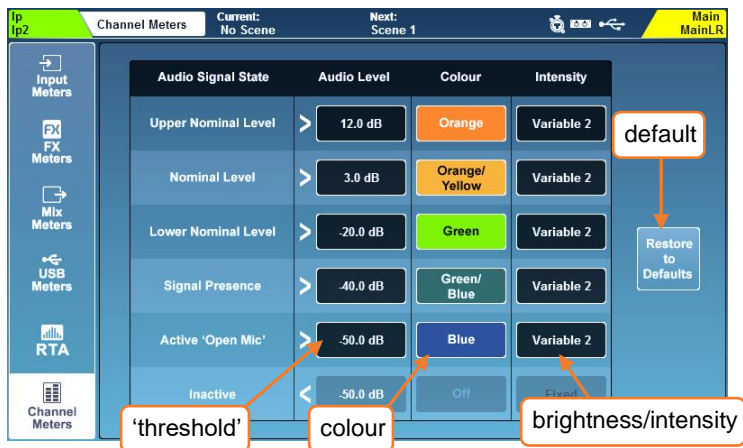 Ip
Ip2
Channel Meters
Current:
No Scene
Next:
Scene 1
Main
MainLR
Input
Meters
FX
FX
Meters
Mix
Meters
USB
Meters
RTA
Channel
Meters
Audio Signal State Audio Level Colour Intensity
Upper Nominal Level > 12.0 dB Orange Variable 2
Nominal Level > 3.0 dB Orange/
Yellow Variable 2
Lower Nominal Level > -20.0 dB Green Variable 2
Signal Presence > -40.0 dB Green/
Blue Variable 2
Active 'Open Mic' > -50.0 dB Blue Variable 2
Inactive < -50.0 dB Off Fixed
default
Restore
to
Defaults
‘threshold’
colour
brightness/intensity